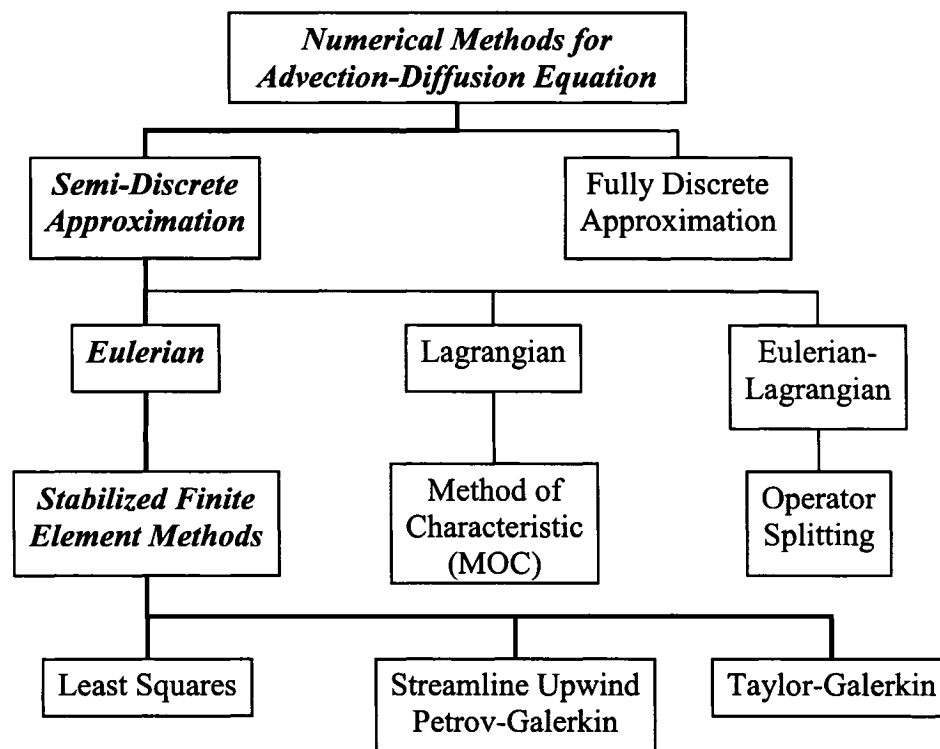 Numerical Methods for
Advection-Diffusion Equation
Semi-Discrete
Approximation
Fully Discrete
Approximation
Eulerian
Lagrangian
Eulerian-
Lagrangian
Stabilized Finite
Element Methods
Method of
Characteristic
(MOC)
Operator
Splitting
Least Squares
Streamline Upwind
Petrov-Galerkin
Taylor-Galerkin